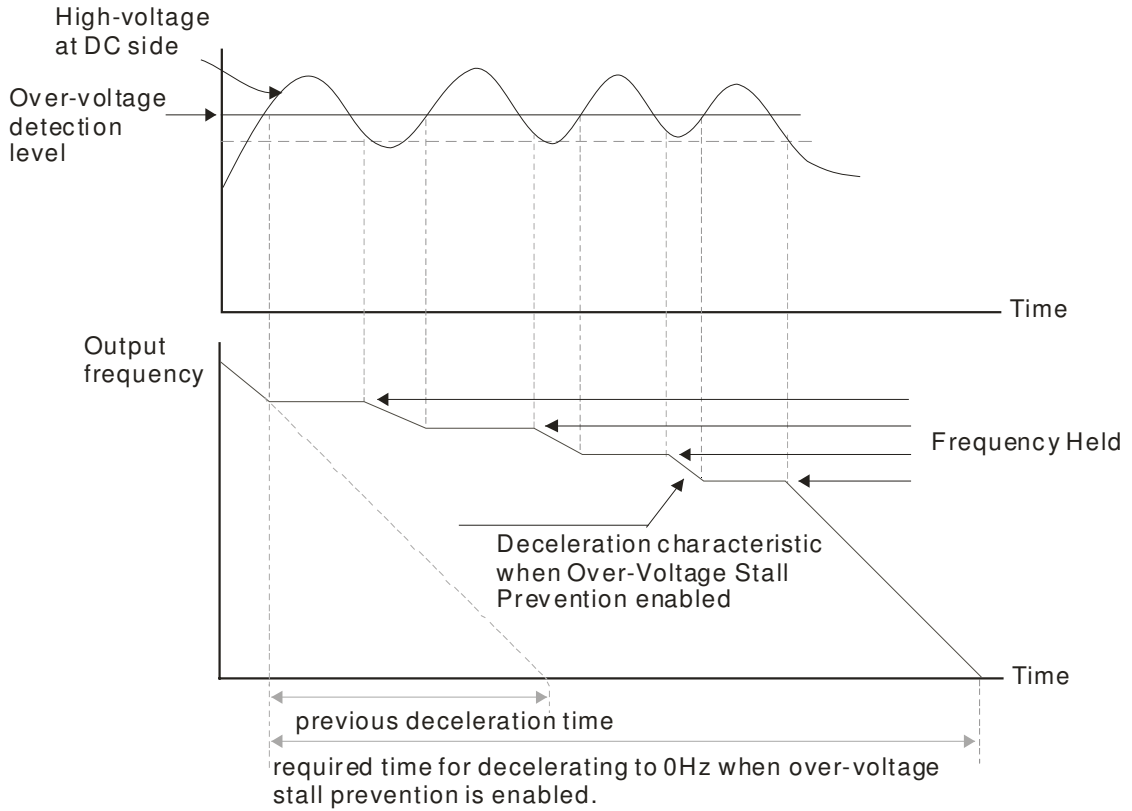 High-voltage
at DC side
Over-voltage
detection
level
Time
Output
frequency
Frequency Held
Deceleration characteristic
when Over-Voltage Stall
Prevention enabled
Time
previous deceleration time
required time for decelerating to 0Hz when over-voltage
stall prevention is enabled.